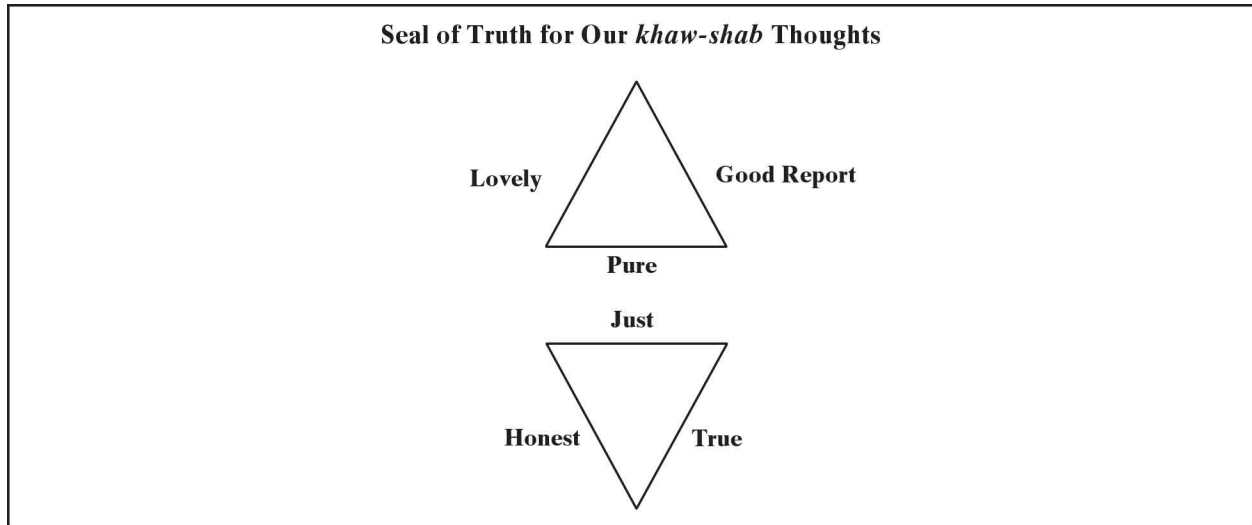 Seal of Truth for Our khaw-shab Thoughts
Lovely
Good Report
Pure
Just
Honest
True